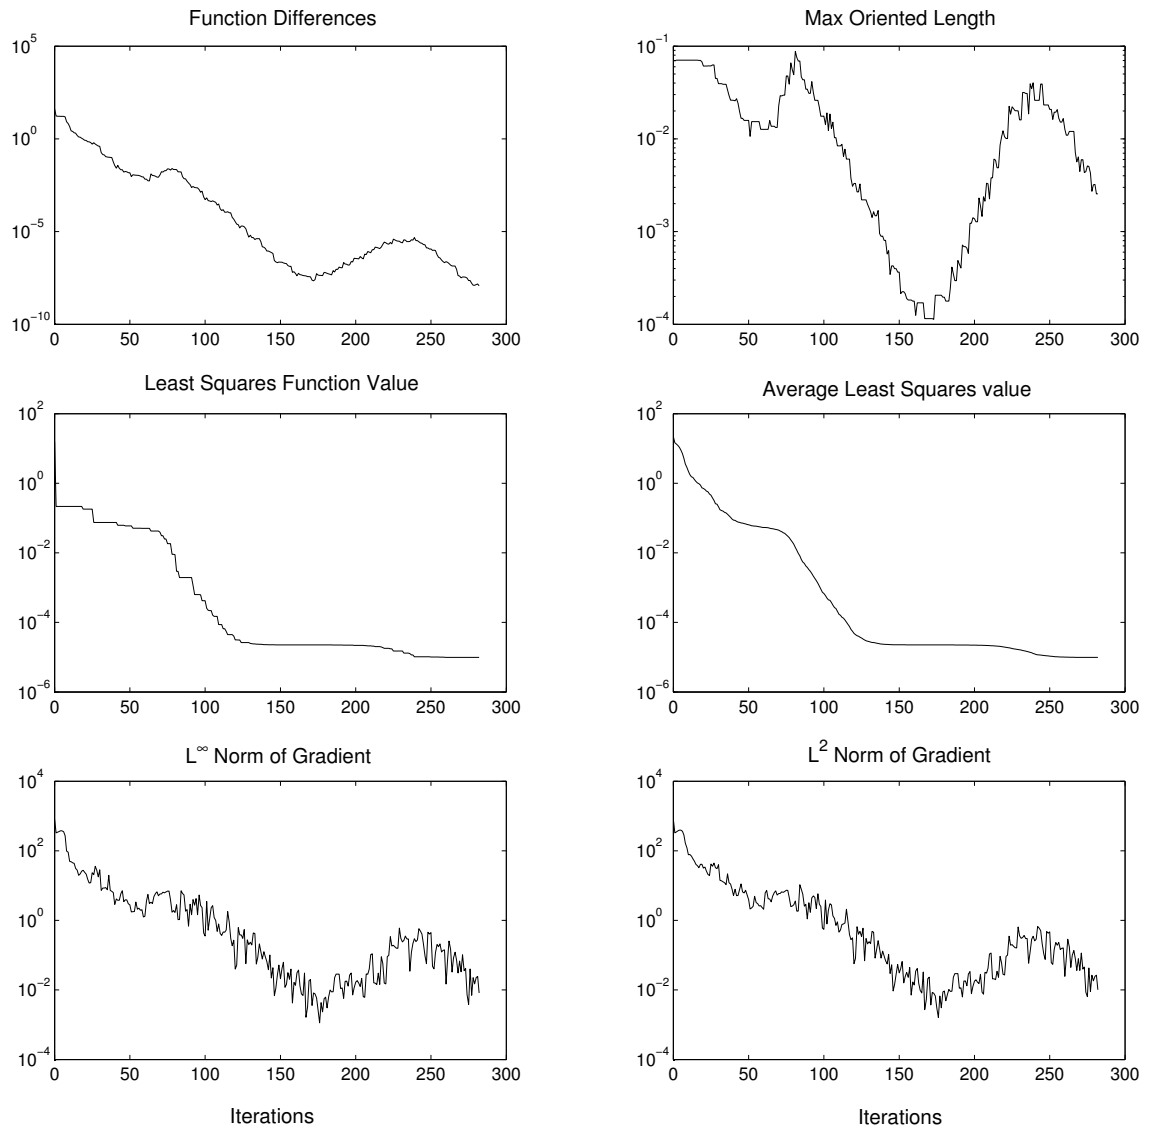 Function Differences
10^5
10^0
10^−5
10^−10
0 50 100 150 200 250 300
Max Oriented Length
10^−1
10^−2
10^−3
10^−4
0 50 100 150 200 250 300
Least Squares Function Value
10^2
10^0
10^−2
10^−4
10^−6
0 50 100 150 200 250 300
Average Least Squares value
10^2
10^0
10^−2
10^−4
10^−6
0 50 100 150 200 250 300
L^∞ Norm of Gradient
10^4
10^2
10^0
10^−2
10^−4
0 50 100 150 200 250 300
Iterations
L^2 Norm of Gradient
10^4
10^2
10^0
10^−2
10^−4
0 50 100 150 200 250 300
Iterations